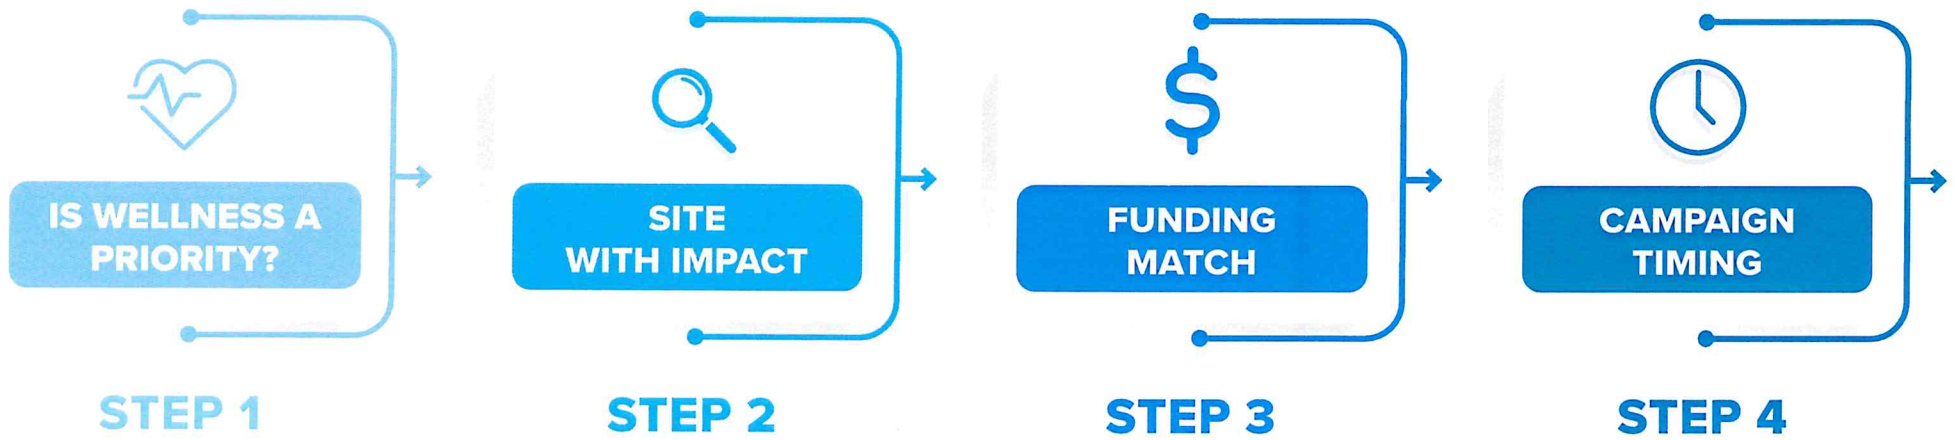 IS WELLNESS A
PRIORITY?
STEP 1
SITE
WITH IMPACT
STEP 2
$
FUNDING
MATCH
STEP 3
CAMPAIGN
TIMING
STEP 4